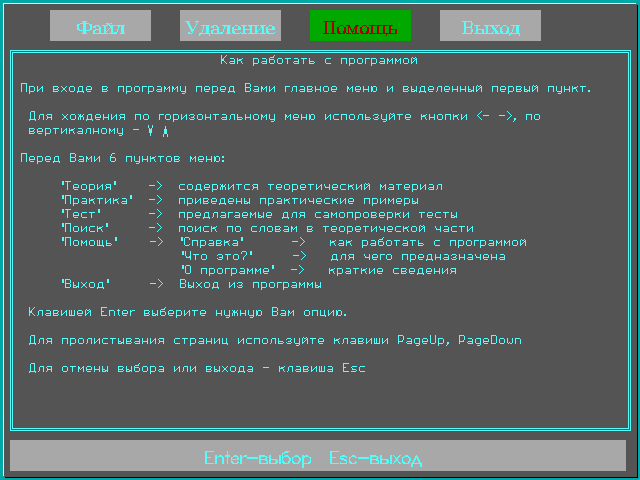 Файл Удаление Помощь Выход
Как работать с программой
При входе в программу перед Вами главное меню и выделенный первый пункт.
Для хождения по горизонтальному меню используйте кнопки <- ->, по
вертикалному - V Λ
Перед Вами 6 пунктов меню:
'Теория' -> содержится теоретический материал
'Практика' -> приведены практические примеры
'Тест' -> предлагаемые для самопроверки тесты
'Поиск' -> поиск по словам в теоретической части
'Помощь' -> 'Справка' -> как работать с программой
'Что это?' -> для чего предназначена
'О программе' -> краткие сведения
'Выход' -> Выход из программы
Клавишей Enter выберите нужную Вам опцию.
Для пролистывания страниц используйте клавиши PageUp, PageDown
Для отмены выбора или выхода - клавиша Esc
Enter-выбор Esc-выход